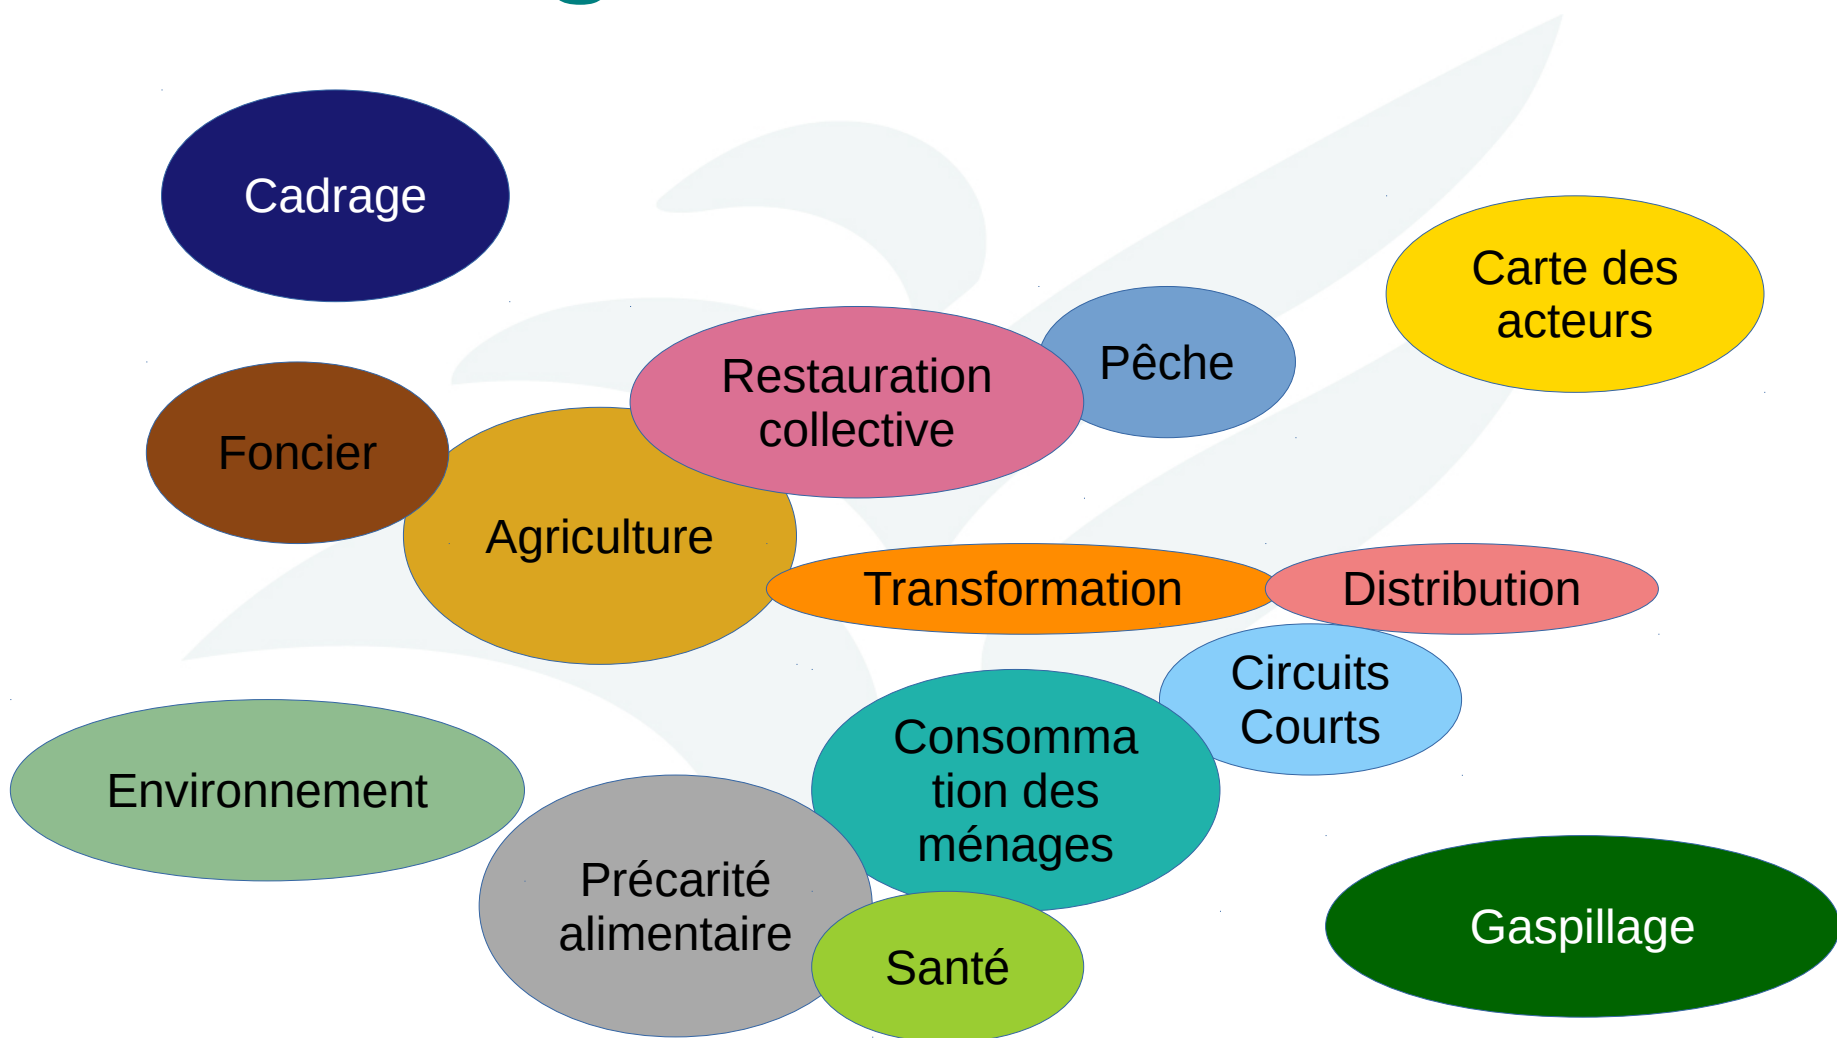 Cadrage
Carte des
acteurs
Restauration
collective
Pêche
Foncier
Agriculture
Transformation
Distribution
Circuits
Courts
Consomma
tion des
ménages
Environnement
Précarité
alimentaire
Santé
Gaspillage